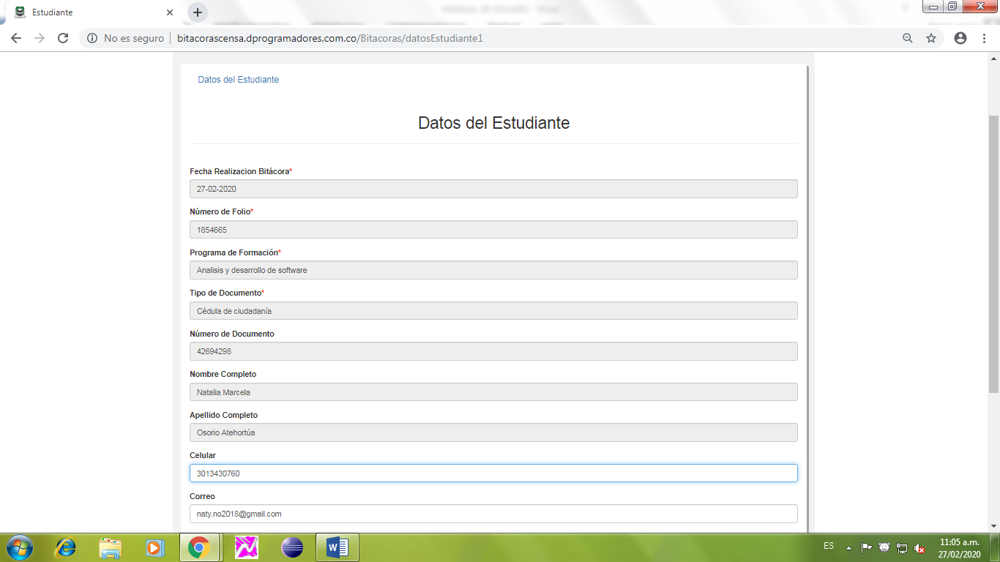 Estudiante
No es seguro
bitacorascensa.dprogramadores.com.co/Bitacoras/datosEstudiante1
Datos del Estudiante
Datos del Estudiante
Fecha Realizacion Bitácora*
27-02-2020
Número de Folio*
1854665
Programa de Formación*
Analisis y desarrollo de software
Tipo de Documento*
Cédula de ciudadanía
Número de Documento
42694298
Nombre Completo
Natalia Marcela
Apellido Completo
Osorio Atehortúa
Celular
3013430760
Correo
naty.no2018@gmail.com
ES
11:05 a.m.
27/02/2020